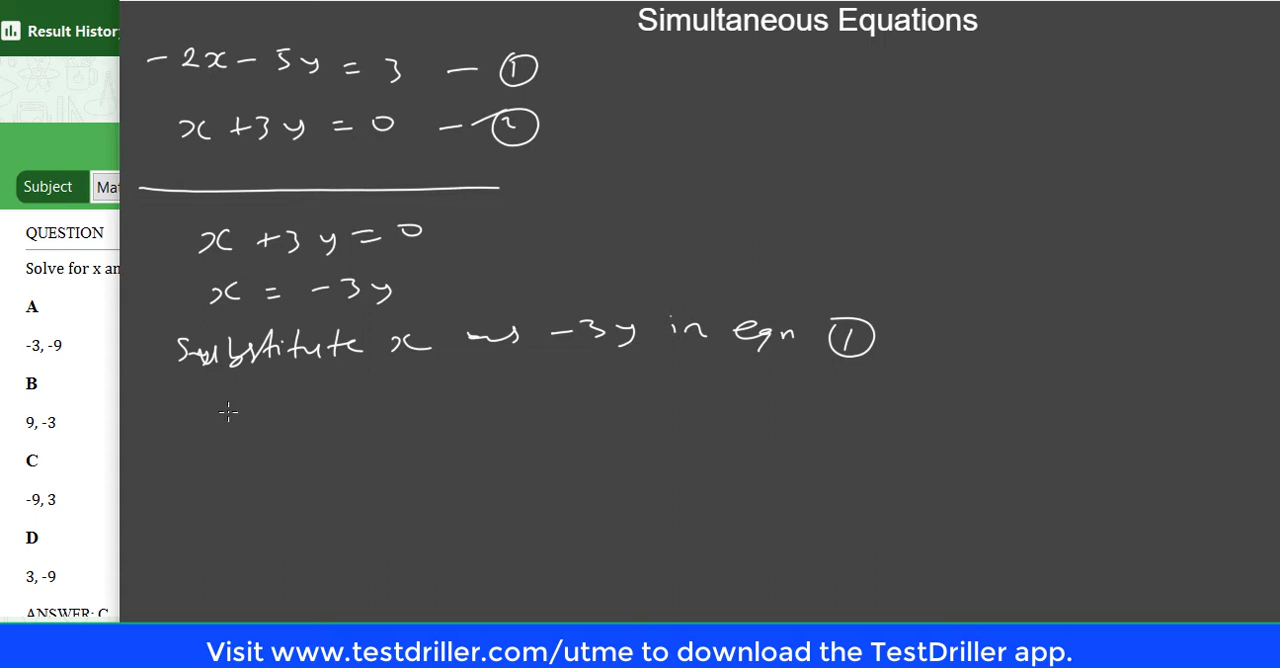 Simultaneous Equations
Result Histor
- 2x - 5y = 3 - ①
x + 3y = 0 - ②
Subject Mat
x + 3y = 0
QUESTION
Solve for x an
x = - 3y
A
Substitute x as - 3y in eqn ①
-3, -9
B
9, -3
C
-9, 3
D
3, -9
ANSWER: C
Visit www.testdriller.com/utme to download the TestDriller app.